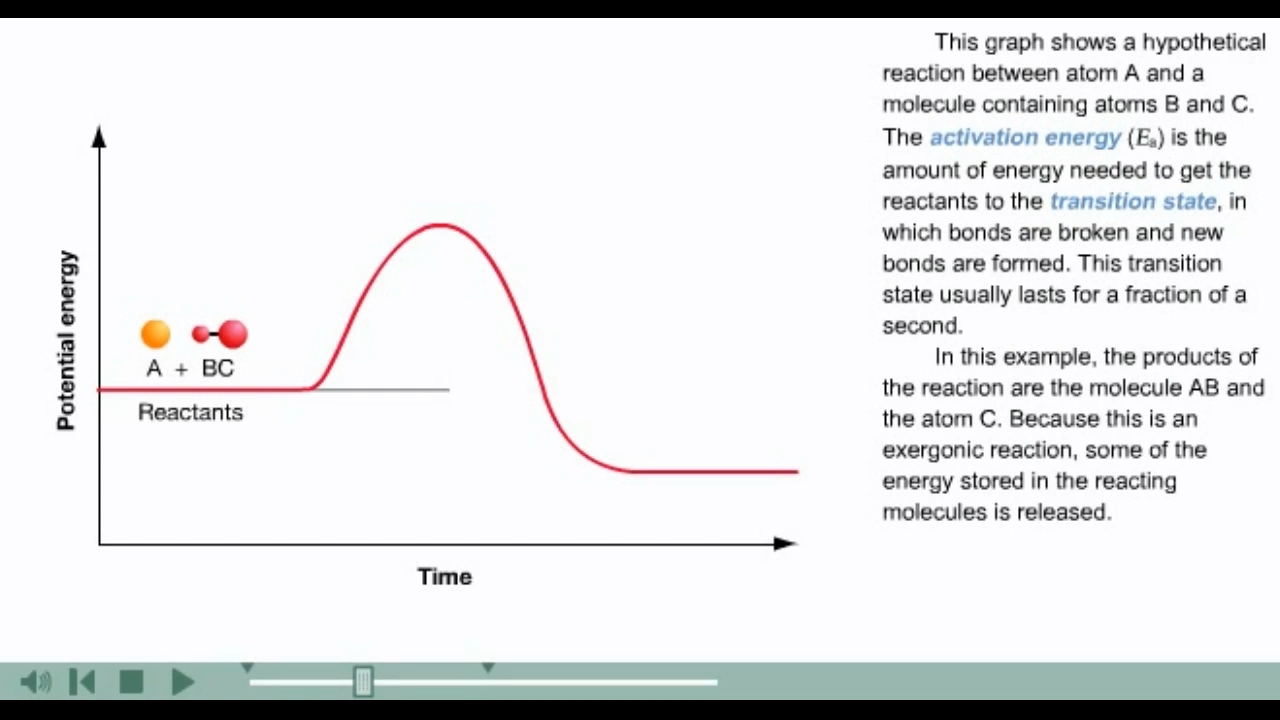 This graph shows a hypothetical
reaction between atom A and a
molecule containing atoms B and C.
The activation energy (Ea) is the
amount of energy needed to get the
reactants to the transition state, in
which bonds are broken and new
bonds are formed. This transition
state usually lasts for a fraction of a
second.
In this example, the products of
the reaction are the molecule AB and
the atom C. Because this is an
exergonic reaction, some of the
energy stored in the reacting
molecules is released.
Potential energy
A + BC
Reactants
Time